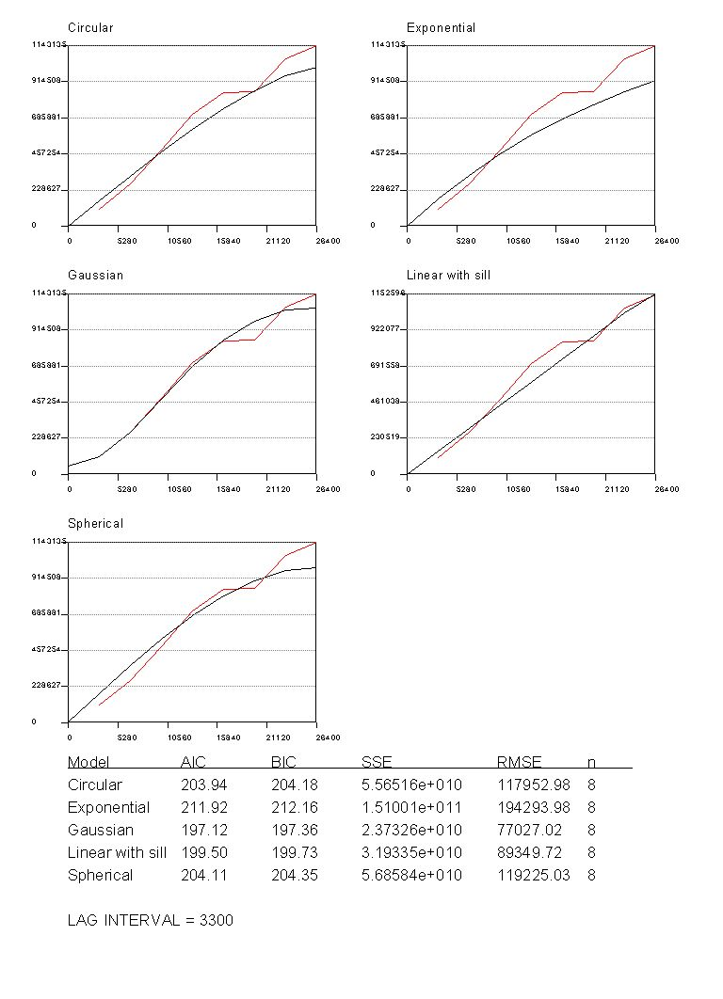 Circular Exponential
1143135 1143135
914508 914508
685881 685881
457254 457254
228627 228627
0 0
0 5280 10560 15840 21120 26400 0 5280 10560 15840 21120 26400
Gaussian Linear with sill
1143135 1152596
914508 922077
685881 691558
457254 461038
228627 230519
0 0
0 5280 10560 15840 21120 26400 0 5280 10560 15840 21120 26400
Spherical
1143135
914508
685881
457254
228627
0
0 5280 10560 15840 21120 26400
Model AIC BIC SSE RMSE n
Circular 203.94 204.18 5.56516e+010 117952.98 8
Exponential 211.92 212.16 1.51001e+011 194293.98 8
Gaussian 197.12 197.36 2.37326e+010 77027.02 8
Linear with sill 199.50 199.73 3.19335e+010 89349.72 8
Spherical 204.11 204.35 5.68584e+010 119225.03 8
LAG INTERVAL = 3300